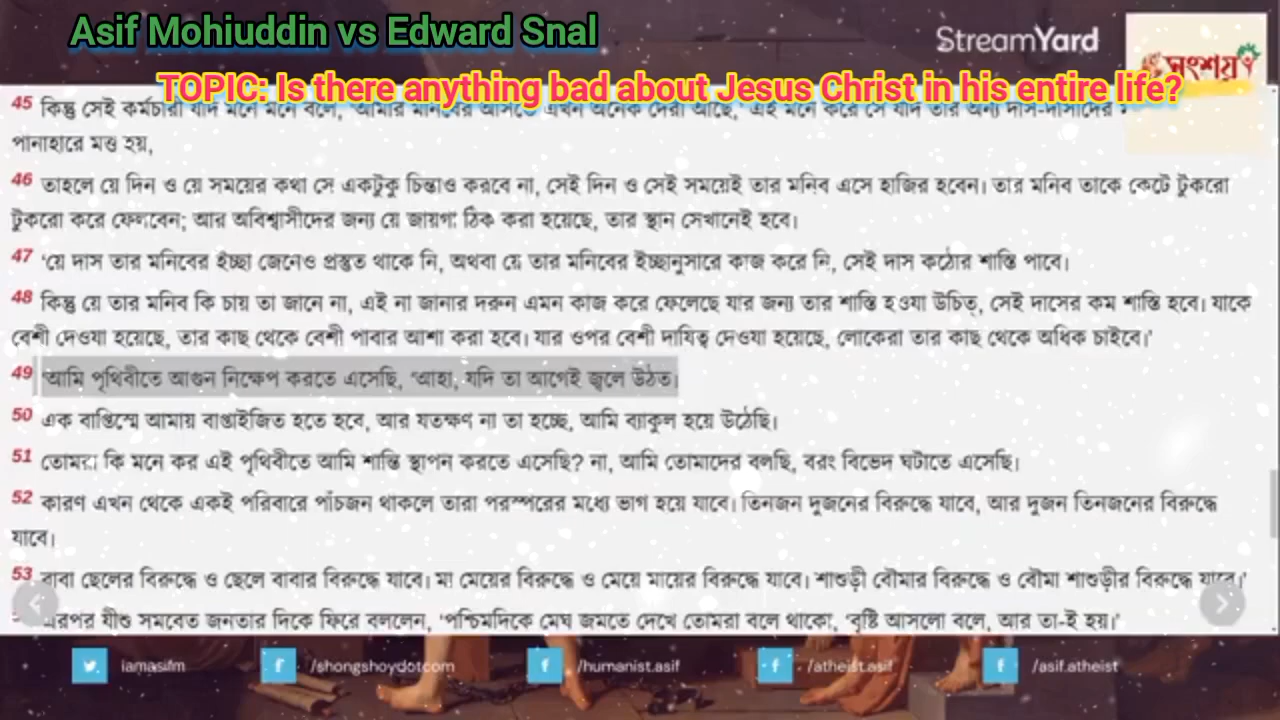 Asif Mohiuddin vs Edward Snal
StreamYard
সংশয়
TOPIC: Is there anything bad about Jesus Christ in his entire life?
45 কিন্তু সেই কর্মচারী যদি মনে মনে বলে, 'আমার মনিবের আসতে এখন অনেক দেরী আছে,' এই মনে করে সে যদি তার অন্য দাস-দাসীদের
পানাহারে মত্ত হয়,
46 তাহলে যে দিন ও যে সময়ের কথা সে একটুকু চিন্তাও করবে না, সেই দিন ও সেই সময়েই তার মনিব এসে হাজির হবেন। তার মনিব তাকে কেটে টুকরো
টুকরো করে ফেলবেন; আর অবিশ্বাসীদের জন্য যে জায়গা ঠিক করা হয়েছে, তার স্থান সেখানেই হবে।
47 'যে দাস তার মনিবের ইচ্ছা জেনেও প্রস্তুত থাকে নি, অথবা যে তার মনিবের ইচ্ছানুসারে কাজ করে নি, সেই দাস কঠোর শাস্তি পাবে।
48 কিন্তু যে তার মনিব কি চায় তা জানে না, এই না জানার দরুন এমন কাজ করে ফেলেছে যার জন্য তার শাস্তি হওয়া উচিত্, সেই দাসের কম শাস্তি হবে। যাকে
বেশী দেওয়া হয়েছে, তার কাছ থেকে বেশী পাবার আশা করা হবে। যার ওপর বেশী দায়িত্ব দেওয়া হয়েছে, লোকেরা তার কাছ থেকে অধিক চাইবে।'
49 'আমি পৃথিবীতে আগুন নিক্ষেপ করতে এসেছি, 'আহা, যদি তা আগেই জ্বলে উঠত।
50 এক বাপ্তিস্মে আমায় বাপ্তাইজিত হতে হবে, আর যতক্ষণ না তা হচ্ছে, আমি ব্যাকুল হয়ে উঠেছি।
51 তোমরা কি মনে কর এই পৃথিবীতে আমি শান্তি স্থাপন করতে এসেছি? না, আমি তোমাদের বলছি, বরং বিভেদ ঘটাতে এসেছি।
52 কারণ এখন থেকে একই পরিবারে পাঁচজন থাকলে তারা পরস্পরের মধ্যে ভাগ হয়ে যাবে। তিনজন দুজনের বিরুদ্ধে যাবে, আর দুজন তিনজনের বিরুদ্ধে
যাবে।
53 বাবা ছেলের বিরুদ্ধে ও ছেলে বাবার বিরুদ্ধে যাবে। মা মেয়ের বিরুদ্ধে ও মেয়ে মায়ের বিরুদ্ধে যাবে। শাশুড়ী বৌমার বিরুদ্ধে ও বৌমা শাশুড়ীর বিরুদ্ধে যাবে।'
এরপর যীশু সমবেত জনতার দিকে ফিরে বললেন, 'পশ্চিমদিকে মেঘ জমতে দেখে তোমরা বলে থাকো, 'বৃষ্টি আসলো বলে, আর তা-ই হয়।'
iamasifm /shongshoydotcom /humanist.asif /atheist.asif /asif.atheist